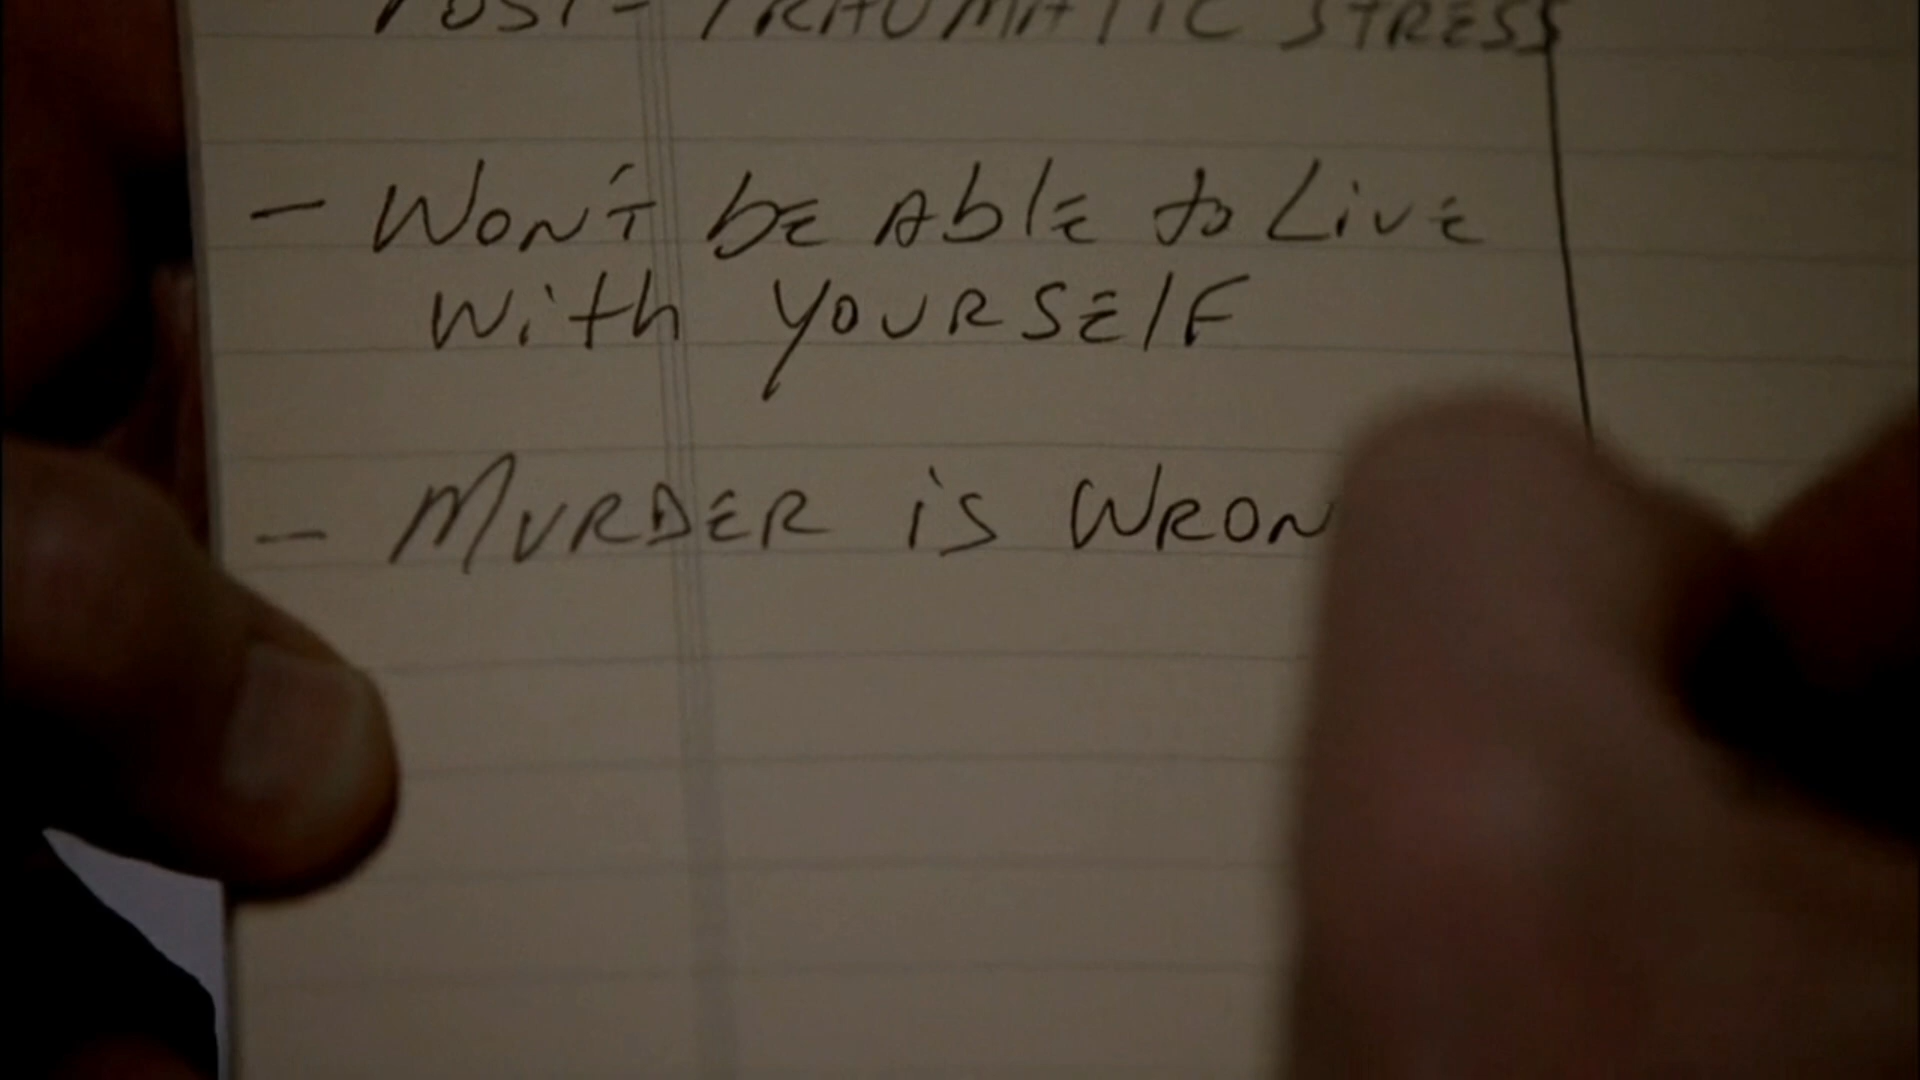 POST-TRAUMATIC STRESS
- WON'T bE Able to LivE
With YOURSElF
- MURDER is WRON